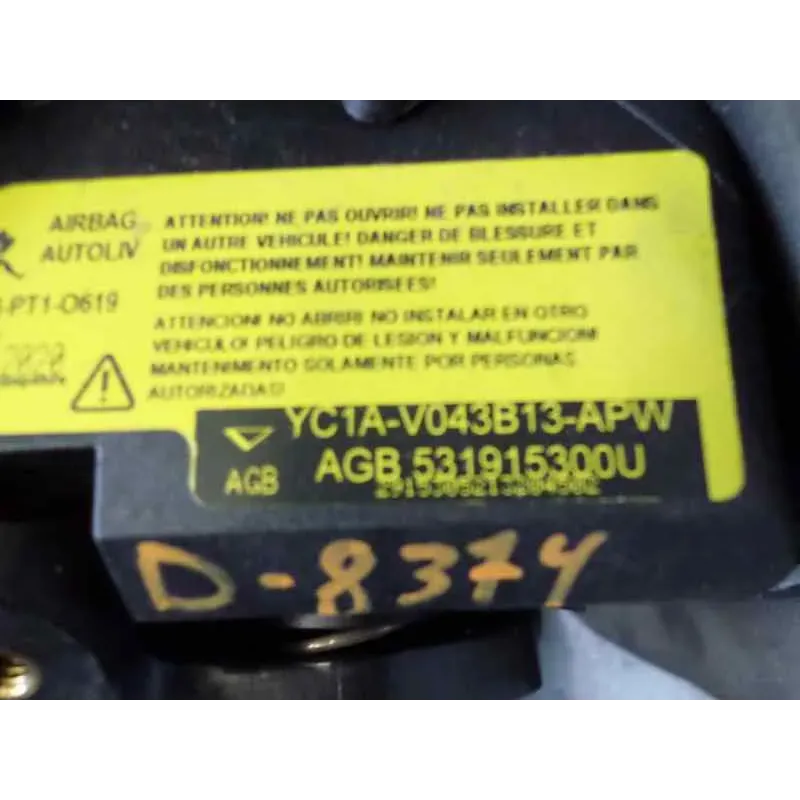 AIRBAG
AUTOLIV
-PT1-O619
ATTENTION! NE PAS OUVRIR! NE PAS INSTALLER DANS
UN AUTRE VEHICULE! DANGER DE BLESSURE ET
DISFONCTIONNEMENT! MAINTENIR SEULEMENT PAR
DES PERSONNES AUTORISEES!
ATTENCION! NO ABRIR! NO INSTALAR EN OTRO
VEHICULO! PELIGRO DE LESION Y MALFUNCION!
MANTENIMENTO SOLAMENTE POR PERSONAS
AUTORIZADAS!
YC1A-V043B13-APW
AGB 531915300U
AGB
D-8374